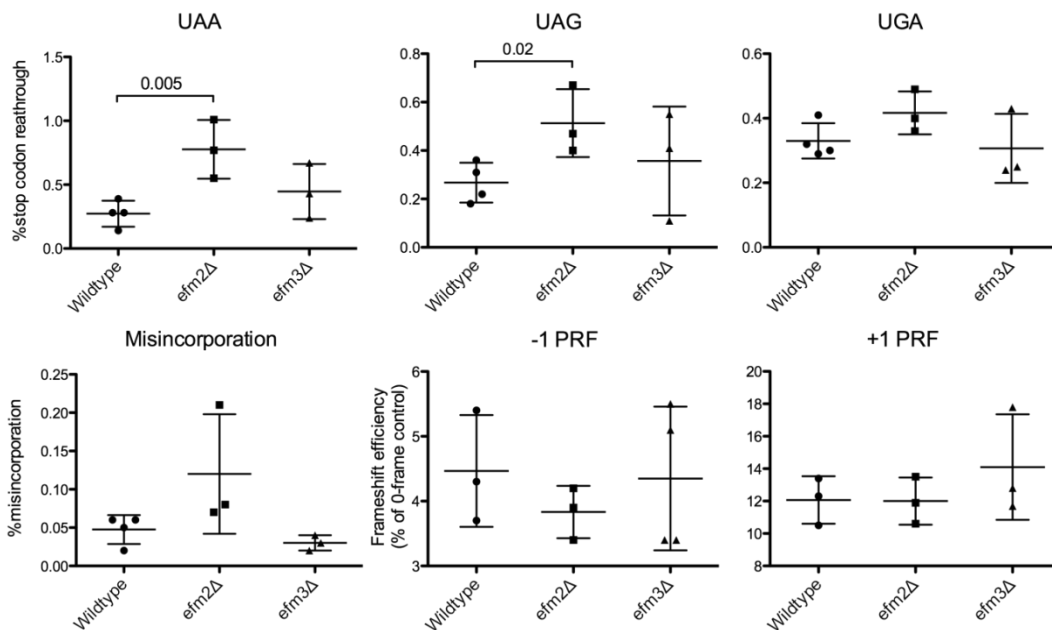 UAA
UAG
UGA
%stop codon reathrough
1.5
1.0
0.5
0.0
0.005
Wildtype
efm2Δ
efm3Δ
0.8
0.6
0.4
0.2
0.0
0.02
Wildtype
efm2Δ
efm3Δ
0.6
0.4
0.2
0.0
Wildtype
efm2Δ
efm3Δ
Misincorporation
-1 PRF
+1 PRF
%misincorporation
0.25
0.20
0.15
0.10
0.05
0.00
Wildtype
efm2Δ
efm3Δ
Frameshift efficiency
(% of 0-frame control)
6
5
4
3
Wildtype
efm2Δ
efm3Δ
20
18
16
14
12
10
8
Wildtype
efm2Δ
efm3Δ